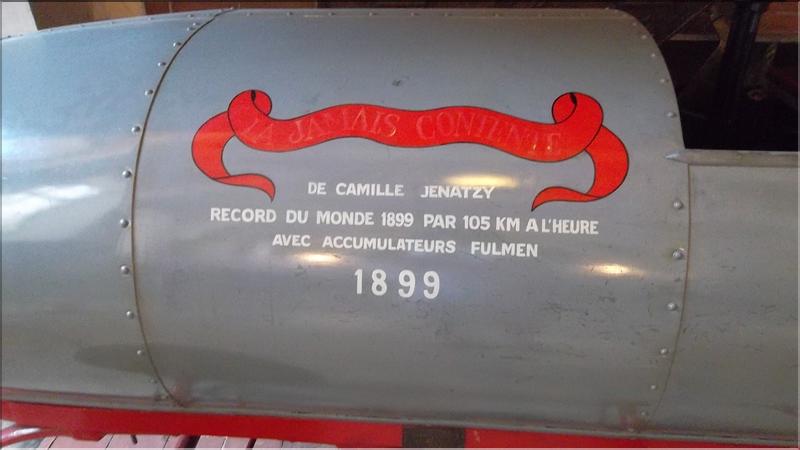 LA JAMAIS CONTENTE
DE CAMILLE JENATZY
RECORD DU MONDE 1899 PAR 105 KM A L'HEURE
AVEC ACCUMULATEURS FULMEN
1899